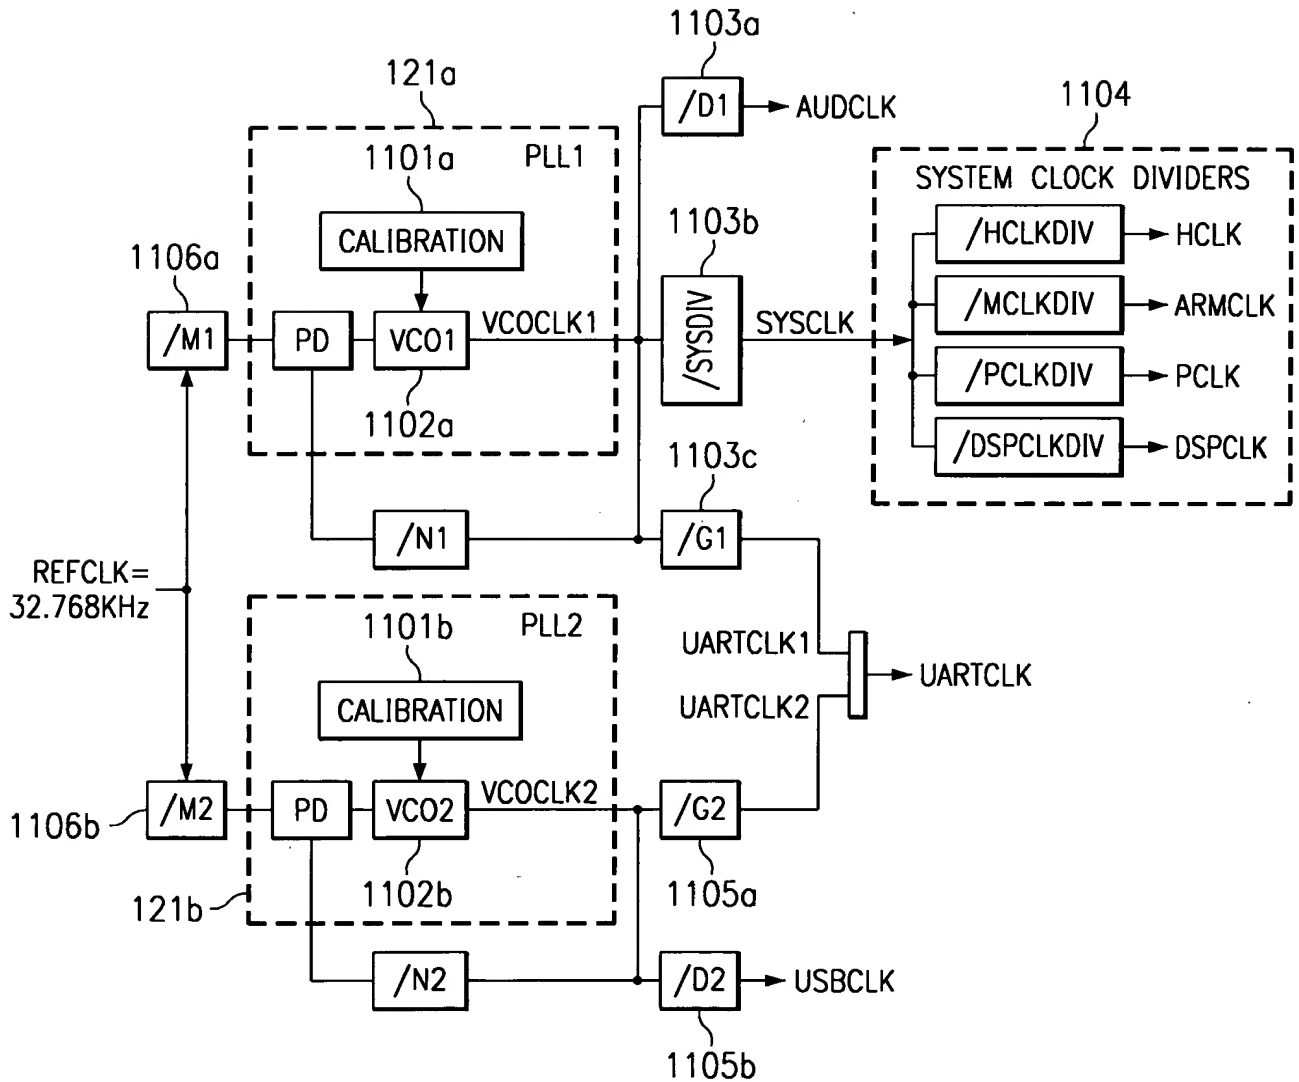 1103a
121a
/D1
AUDCLK
1104
1101a
PLL1
SYSTEM CLOCK DIVIDERS
CALIBRATION
1103b
/HCLKDIV
HCLK
1106a
/MCLKDIV
ARMCLK
/M1
PD
VCO1
VCOCLK1
/SYSDIV
SYSCLK
/PCLKDIV
PCLK
1102a
1103c
/DSPCLKDIV
DSPCLK
/N1
/G1
REFCLK=
32.768KHz
1101b
PLL2
UARTCLK1
UARTCLK
CALIBRATION
UARTCLK2
/M2
PD
VCO2
VCOCLK2
/G2
1106b
1102b
1105a
121b
/N2
/D2
USBCLK
1105b